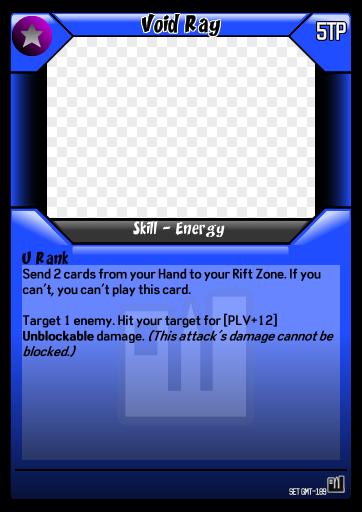 Void Ray
5TP
Skill - Energy
U Rank
Send 2 cards from your Hand to your Rift Zone. If you
can't, you can't play this card.
Target 1 enemy. Hit your target for [PLV+12]
Unblockable damage. (This attack's damage cannot be
blocked.)
SET GMT-189